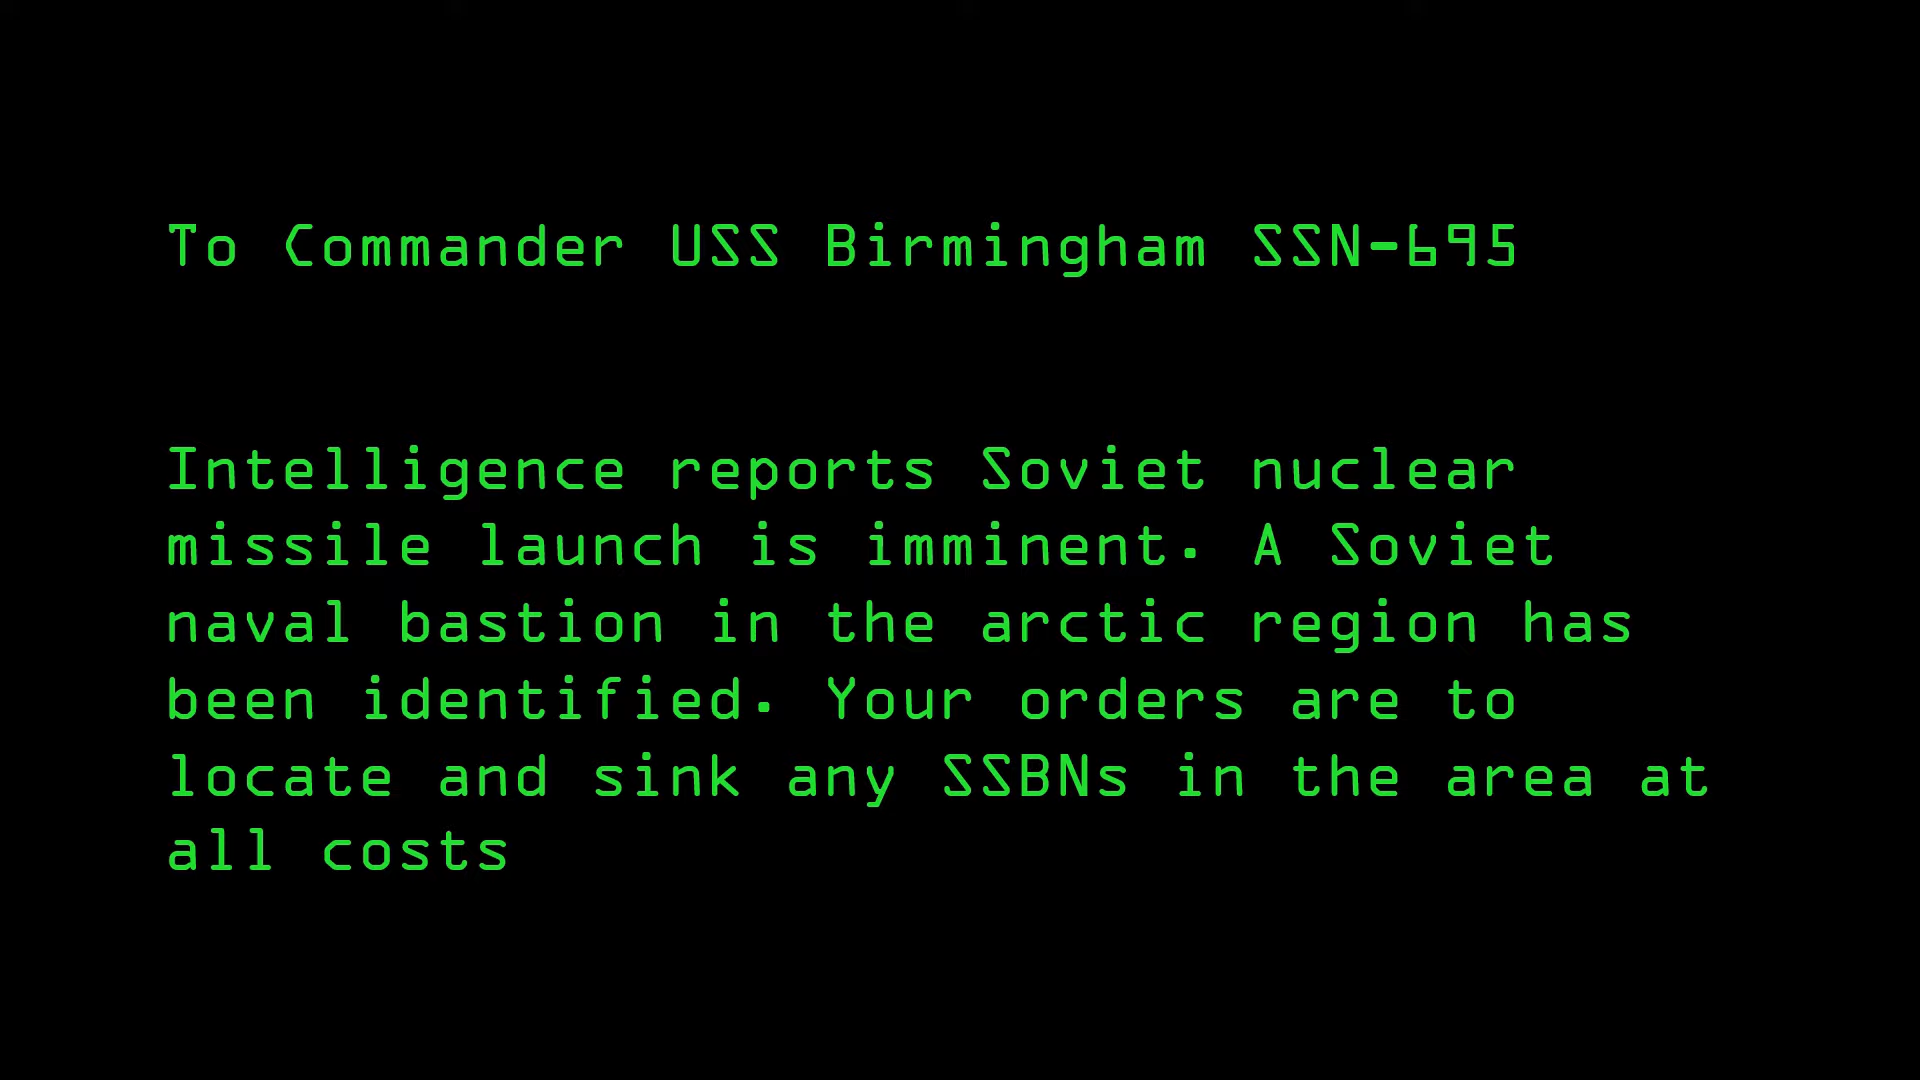 To Commander USS Birmingham SSN-695
Intelligence reports Soviet nuclear
missile launch is imminent. A Soviet
naval bastion in the arctic region has
been identified. Your orders are to
locate and sink any SSBNs in the area at
all costs